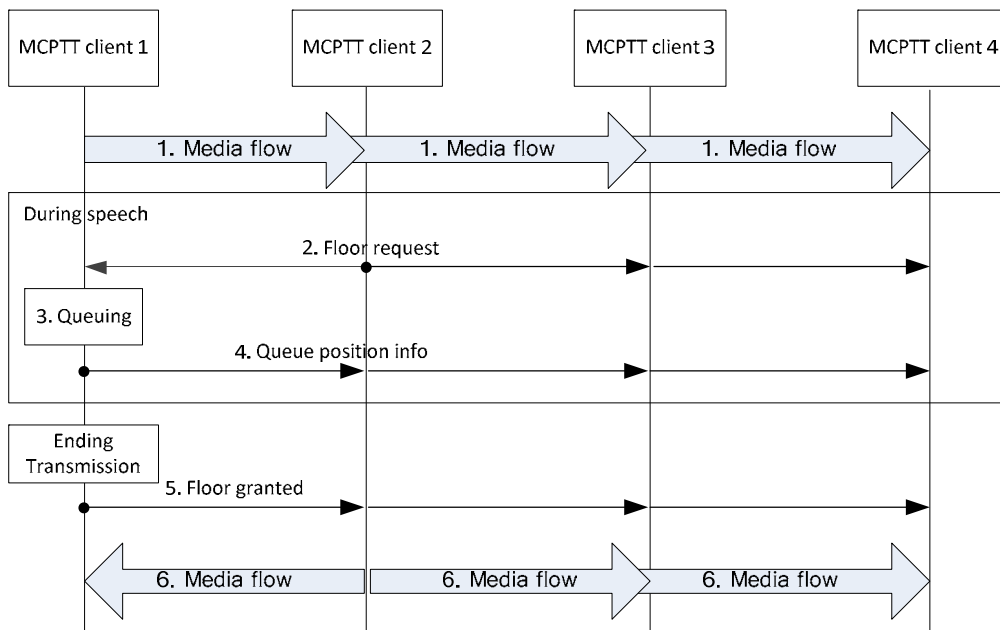 MCPTT client 1
MCPTT client 2
MCPTT client 3
MCPTT client 4
1. Media flow
1. Media flow
1. Media flow
During speech
2. Floor request
3. Queuing
4. Queue position info
Ending
Transmission
5. Floor granted
6. Media flow
6. Media flow
6. Media flow